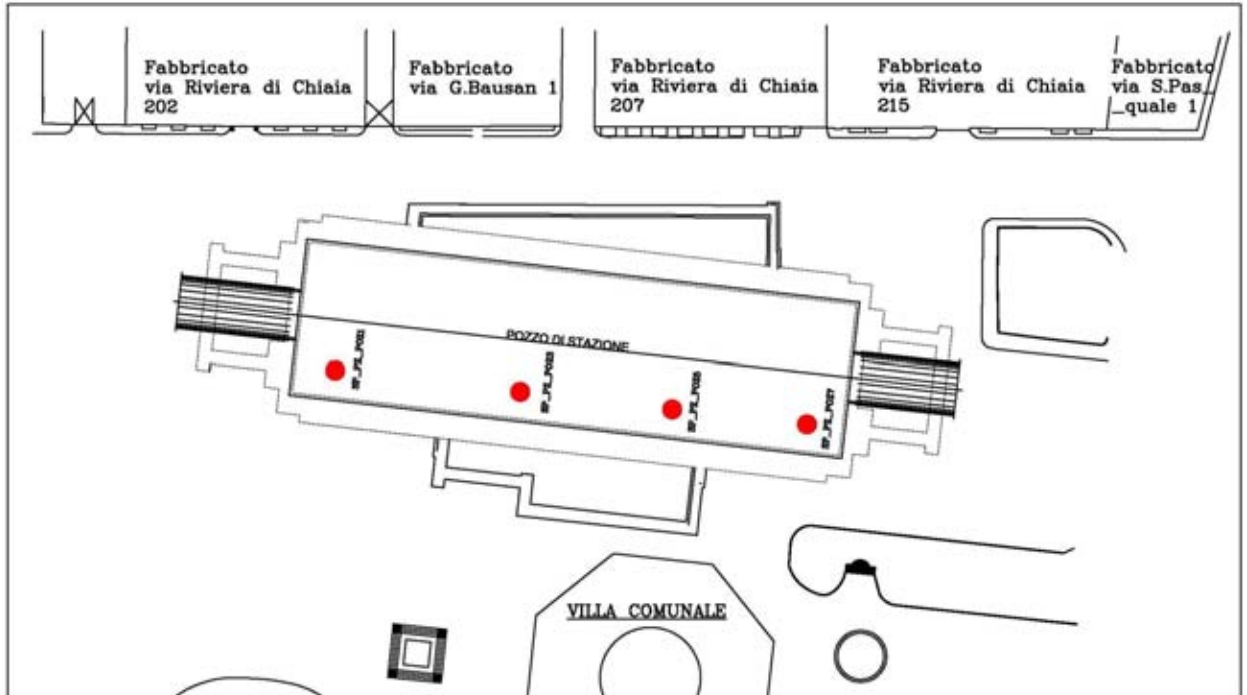 Fabbricato
via Riviera di Chiaia
202
Fabbricato
via G.Bausan 1
Fabbricato
via Riviera di Chiaia
207
Fabbricato
via Riviera di Chiaia
215
Fabbricato
via S.Pas_
_quale 1
POZZO DI STAZIONE
VILLA COMUNALE